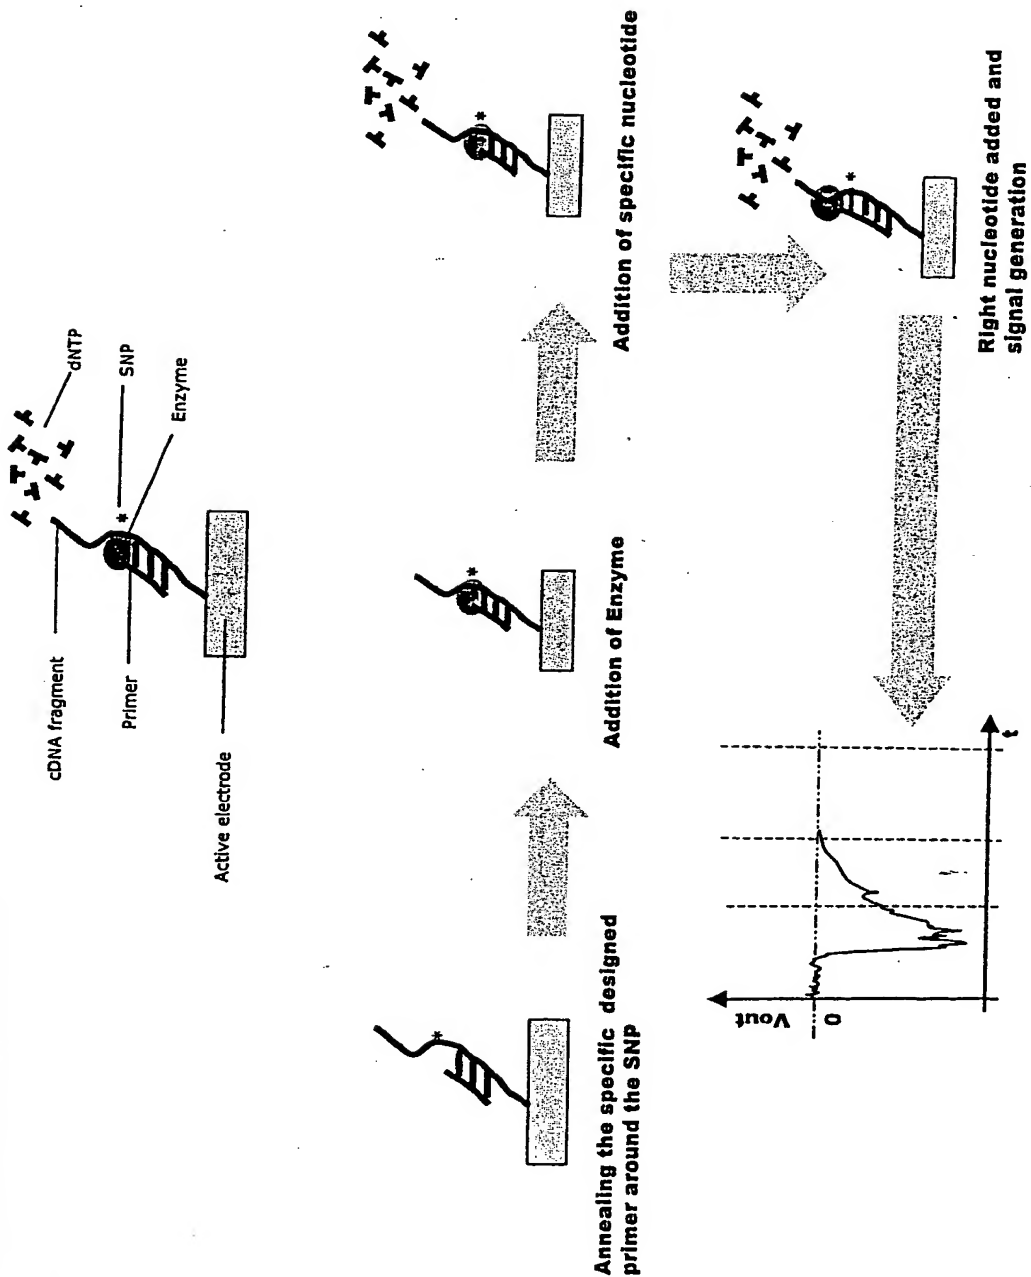 cDNA fragment
dNTP
SNP
Primer
Enzyme
Active electrode
Annealing the specific designed
primer around the SNP
Addition of Enzyme
Addition of specific nucleotide
Right nucleotide added and
signal generation
Vout
0
t